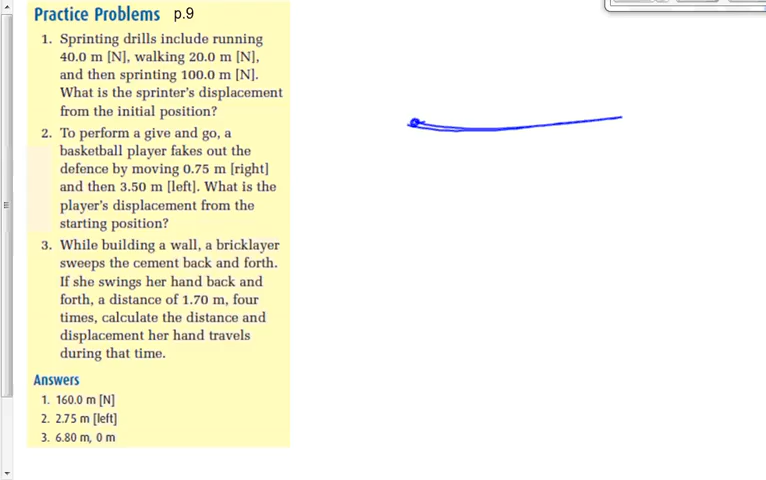 Practice Problems p.9
1. Sprinting drills include running
40.0 m [N], walking 20.0 m [N],
and then sprinting 100.0 m [N].
What is the sprinter's displacement
from the initial position?
2. To perform a give and go, a
basketball player fakes out the
defence by moving 0.75 m [right]
and then 3.50 m [left]. What is the
player's displacement from the
starting position?
3. While building a wall, a bricklayer
sweeps the cement back and forth.
If she swings her hand back and
forth, a distance of 1.70 m, four
times, calculate the distance and
displacement her hand travels
during that time.
Answers
1. 160.0 m [N]
2. 2.75 m [left]
3. 6.80 m, 0 m